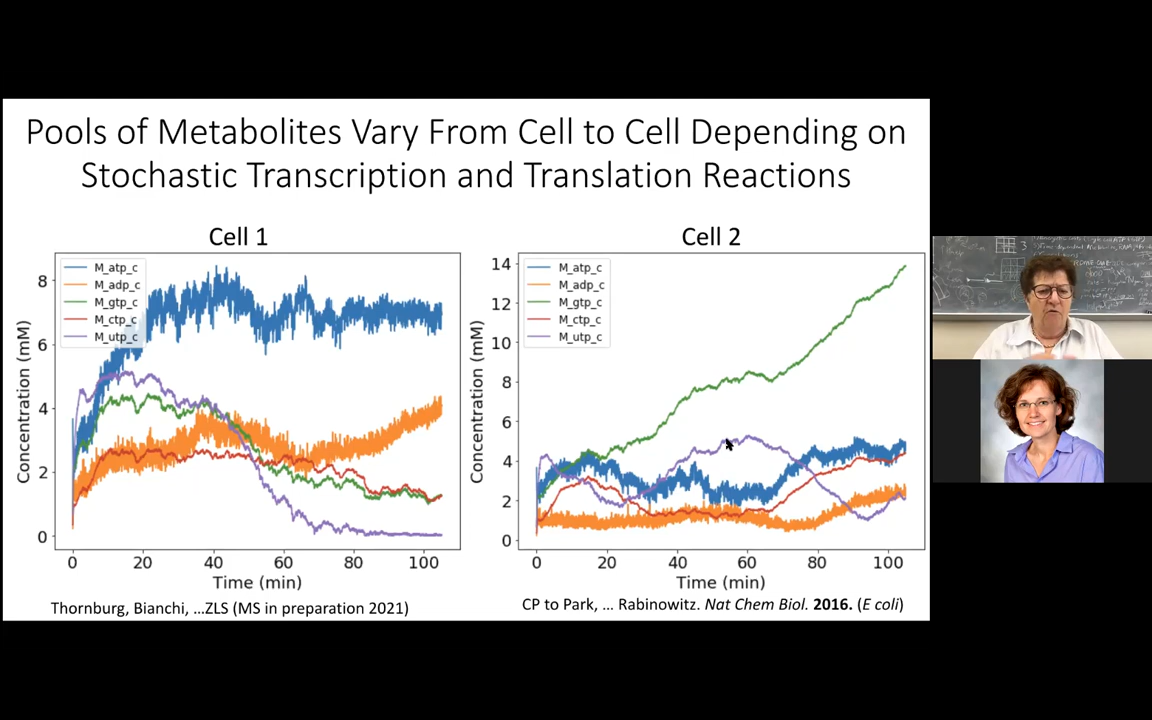 Pools of Metabolites Vary From Cell to Cell Depending on
Stochastic Transcription and Translation Reactions
Cell 1
M_atp_c
M_adp_c
M_gtp_c
M_ctp_c
M_utp_c
8
6
4
2
0
Concentration (mM)
0 20 40 60 80 100
Time (min)
Thornburg, Bianchi, ...ZLS (MS in preparation 2021)
Cell 2
M_atp_c
M_adp_c
M_gtp_c
M_ctp_c
M_utp_c
14
12
10
8
6
4
2
0
Concentration (mM)
0 20 40 60 80 100
Time (min)
CP to Park, ... Rabinowitz. Nat Chem Biol. 2016. (E coli)